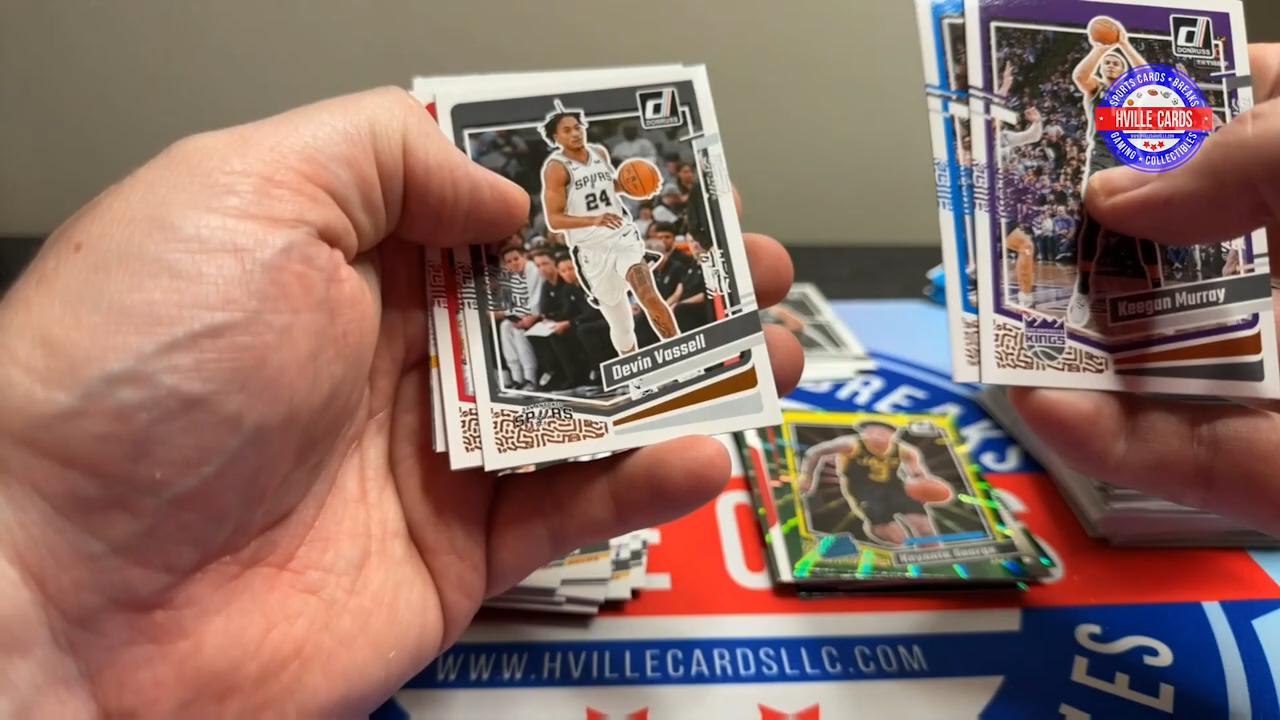 DONRUSS
SPURS
24
Devin Vassell
SPURS
DONRUSS
Keegan Murray
SACRAMENTO
KINGS
SPORTS CARDS • BREAKS
HVILLE CARDS
GAMING • COLLECTIBLES
BREAKS
Keyonte George
WWW.HVILLECARDSLLC.COM